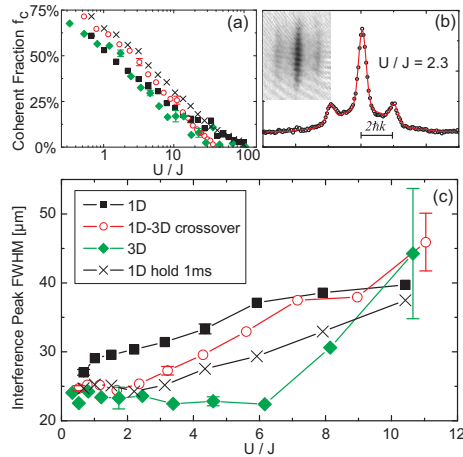 (a)
Coherent Fraction f_C
75%
50%
25%
0%
1
10
100
U / J
(b)
U / J = 2.3
2ħk
(c)
Interference Peak FWHM [µm]
50
40
30
20
1D
1D-3D crossover
3D
1D hold 1ms
0
2
4
6
8
10
12
U / J